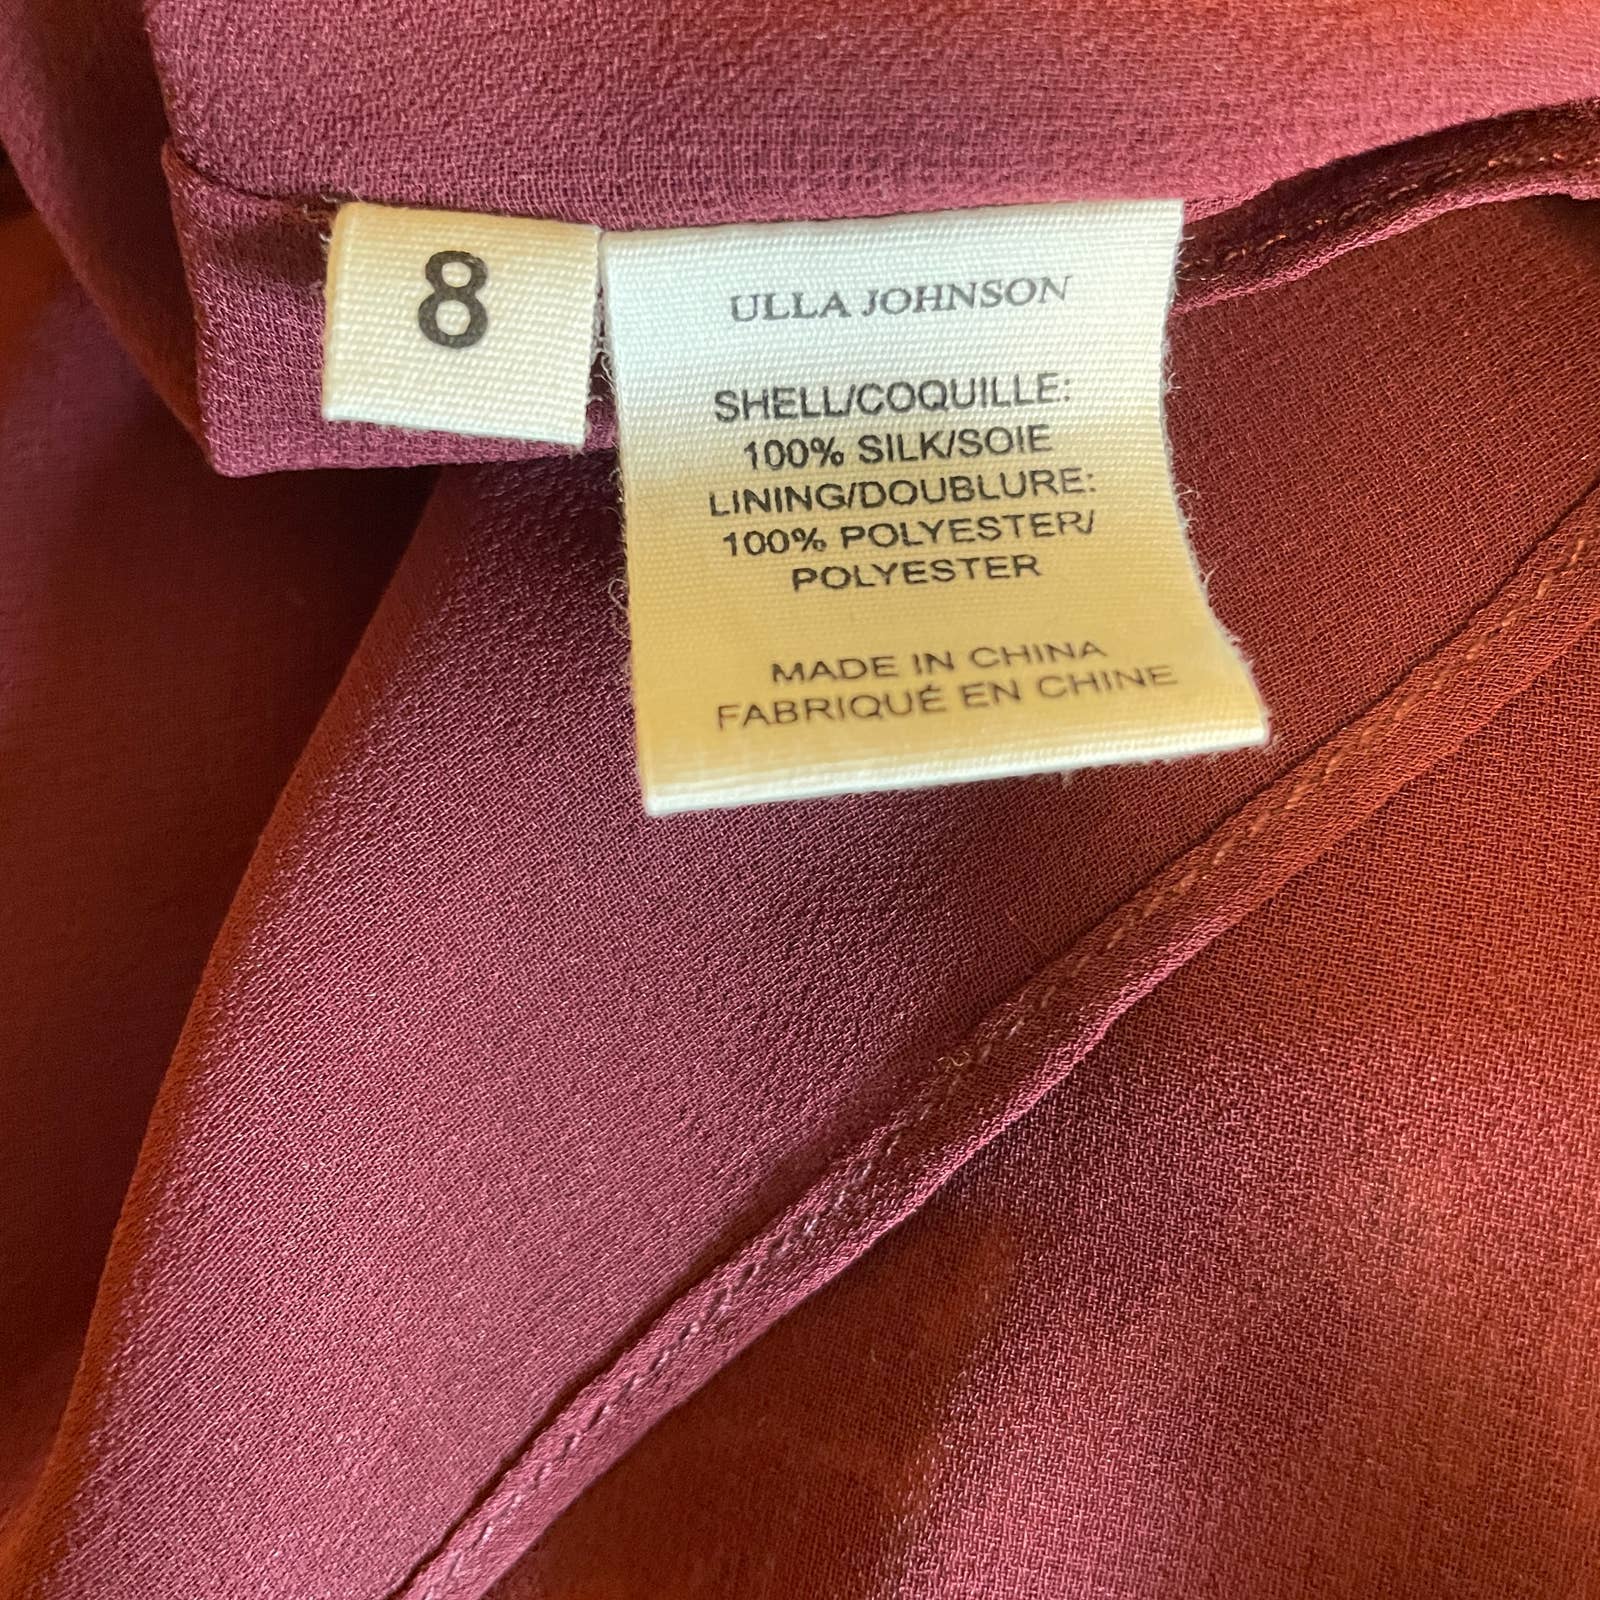 8
ULLA JOHNSON
SHELL/COQUILLE:
100% SILK/SOIE
LINING/DOUBLURE:
100% POLYESTER/
POLYESTER
MADE IN CHINA
FABRIQUÉ EN CHINE